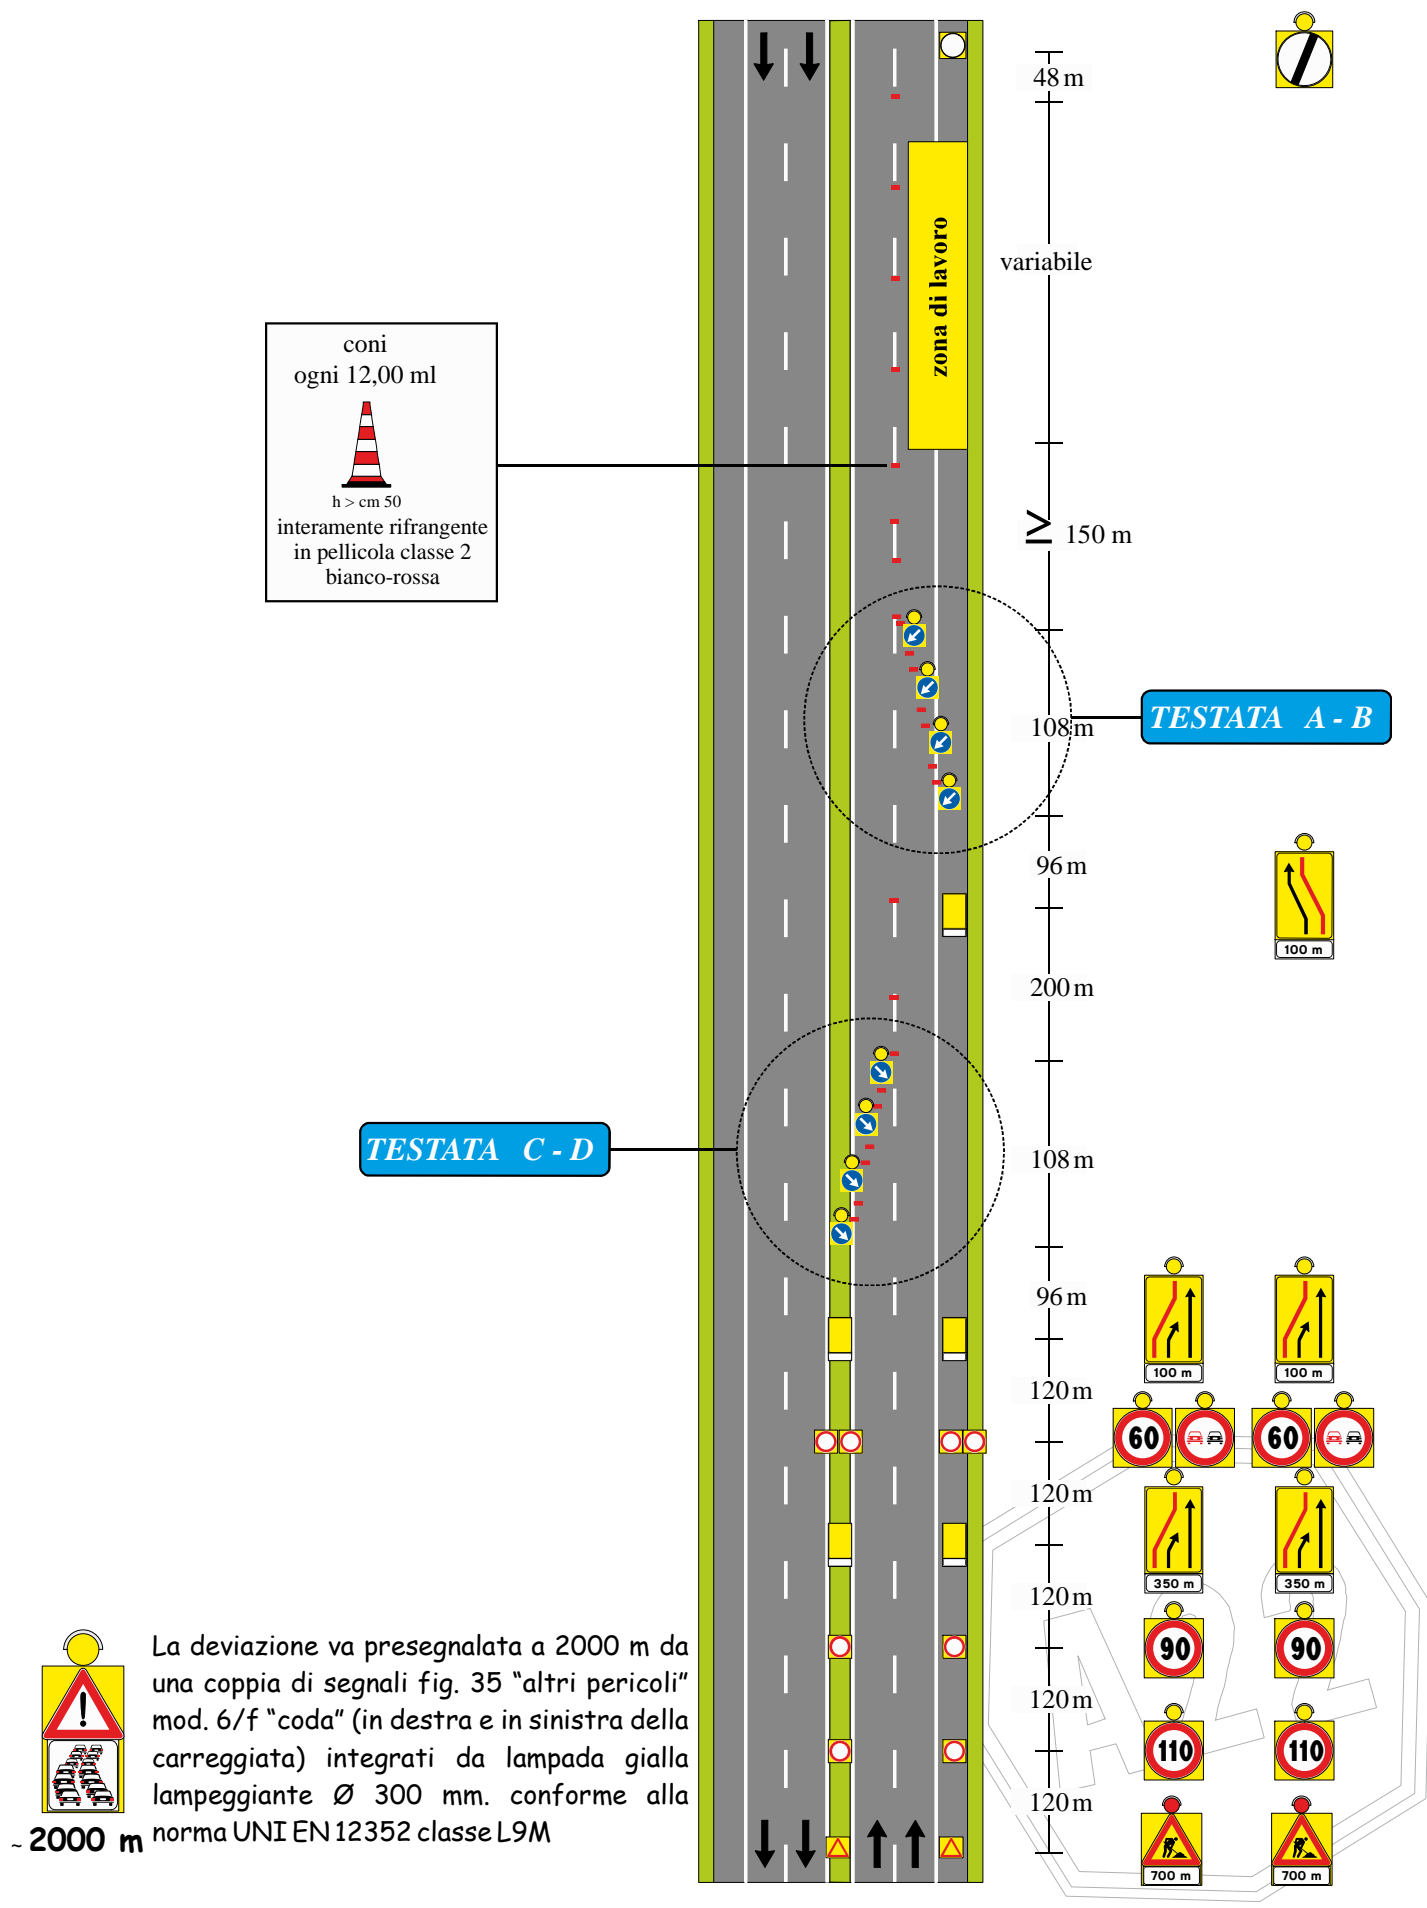 48 m
zona di lavoro
variabile
coni
ogni 12,00 ml
h > cm 50
interamente rifrangente
in pellicola classe 2
bianco-rossa
≥ 150 m
108 m
TESTATA A - B
96 m
100 m
200 m
TESTATA C - D
108 m
96 m
100 m 100 m
120 m
60 60
120 m
350 m 350 m
120 m
90 90
120 m
110 110
120 m
700 m 700 m
A22
!
La deviazione va presegnalata a 2000 m da
una coppia di segnali fig. 35 “altri pericoli”
mod. 6/f “coda” (in destra e in sinistra della
carreggiata) integrati da lampada gialla
lampeggiante Ø 300 mm. conforme alla
norma UNI EN 12352 classe L9M
~ 2000 m